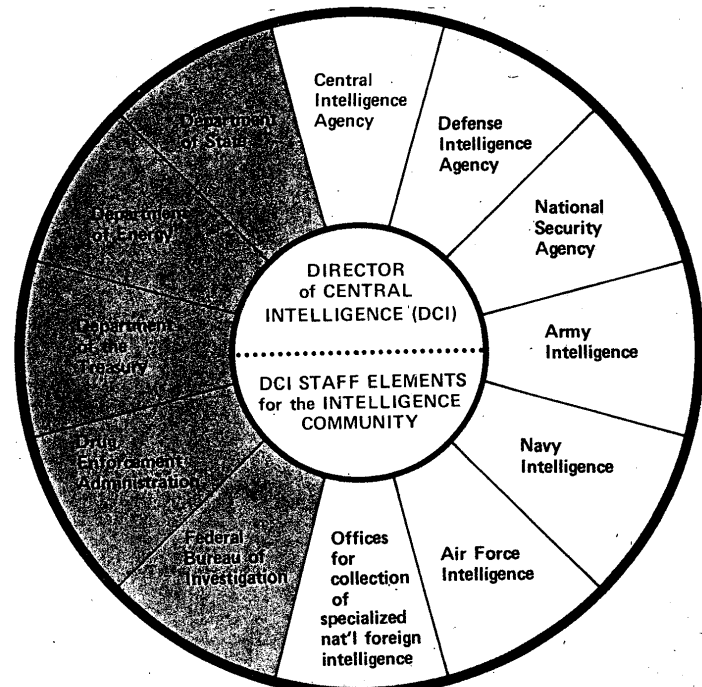 Central
Intelligence
Agency
Defense
Intelligence
Agency
National
Security
Agency
Army
Intelligence
Navy
Intelligence
Air Force
Intelligence
Offices
for
collection
of
specialized
nat'l foreign
intelligence
Federal
Bureau of
Investigation
Drug
Enforcement
Administration
Department
of the
Treasury
Department
of Energy
Department
of State
DIRECTOR
of CENTRAL
INTELLIGENCE (DCI)
DCI STAFF ELEMENTS
for the INTELLIGENCE
COMMUNITY